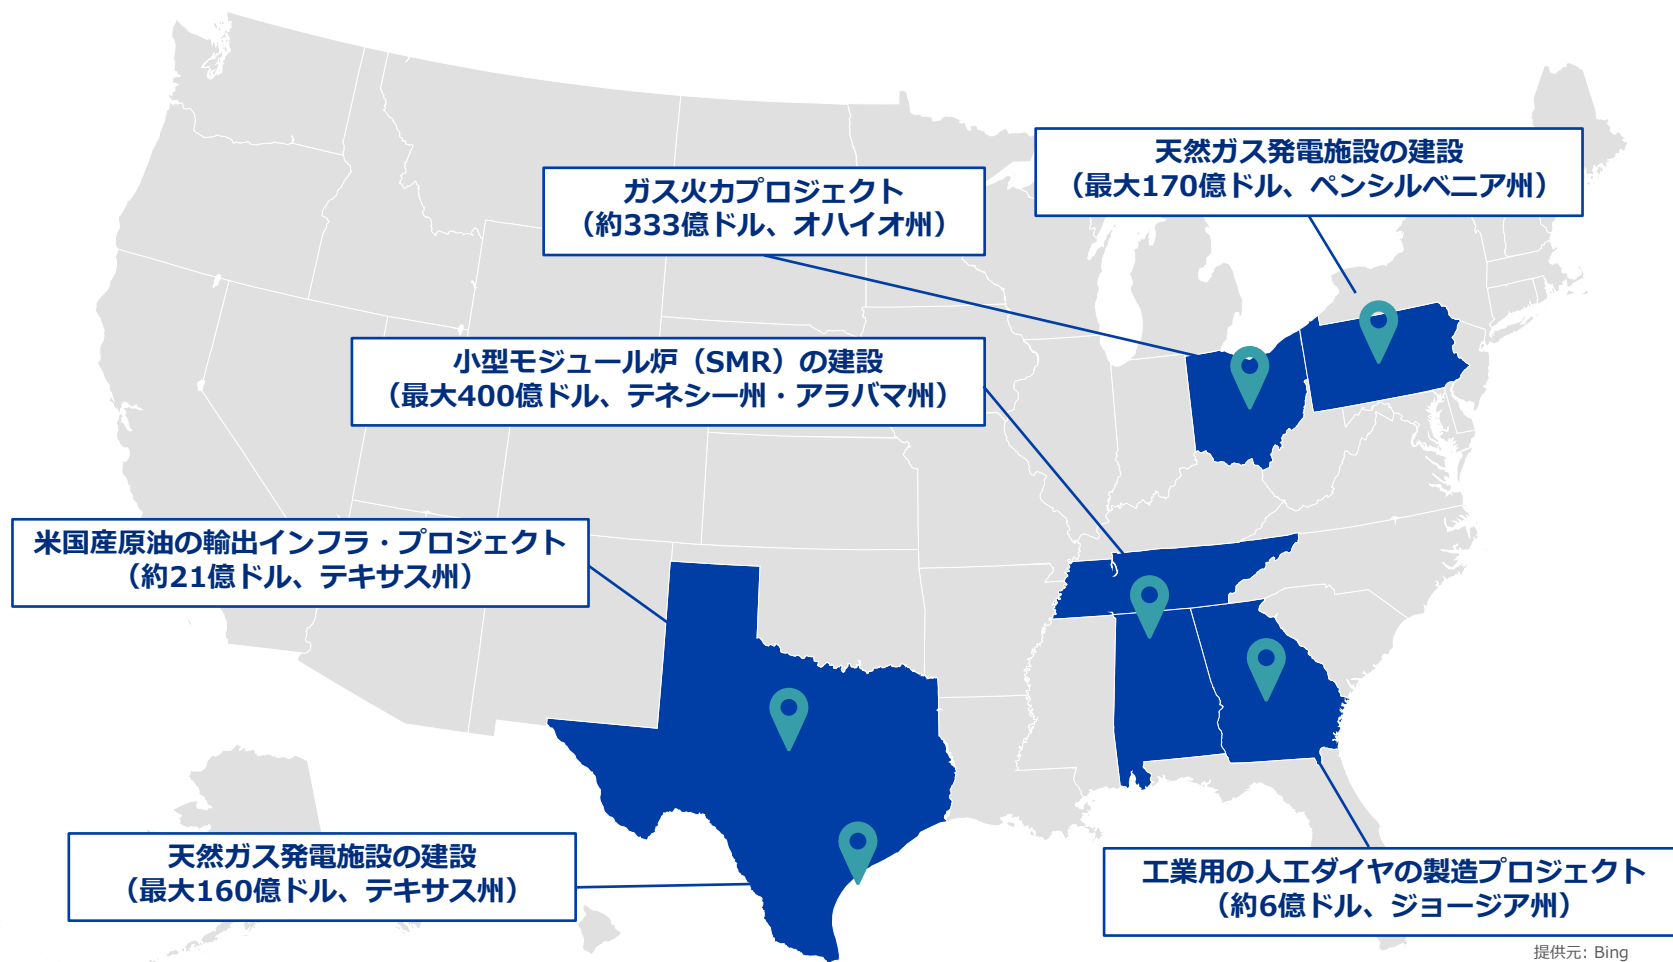 天然ガス発電施設の建設
（最大170億ドル、ペンシルベニア州）
ガス火力プロジェクト
（約333億ドル、オハイオ州）
小型モジュール炉（SMR）の建設
（最大400億ドル、テネシー州・アラバマ州）
米国産原油の輸出インフラ・プロジェクト
（約21億ドル、テキサス州）
天然ガス発電施設の建設
（最大160億ドル、テキサス州）
工業用の人工ダイヤの製造プロジェクト
（約6億ドル、ジョージア州）
提供元: Bing